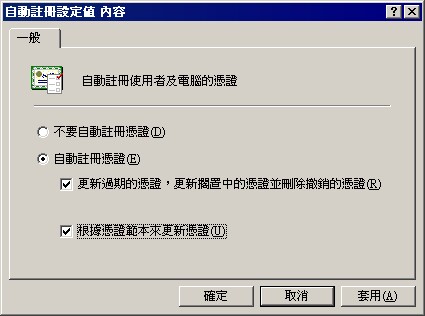 自動註冊設定值 內容
一般
自動註冊使用者及電腦的憑證
不要自動註冊憑證(D)
自動註冊憑證(E)
更新過期的憑證，更新擱置中的憑證並刪除撤銷的憑證(R)
根據憑證範本來更新憑證(U)
確定
取消
套用(A)